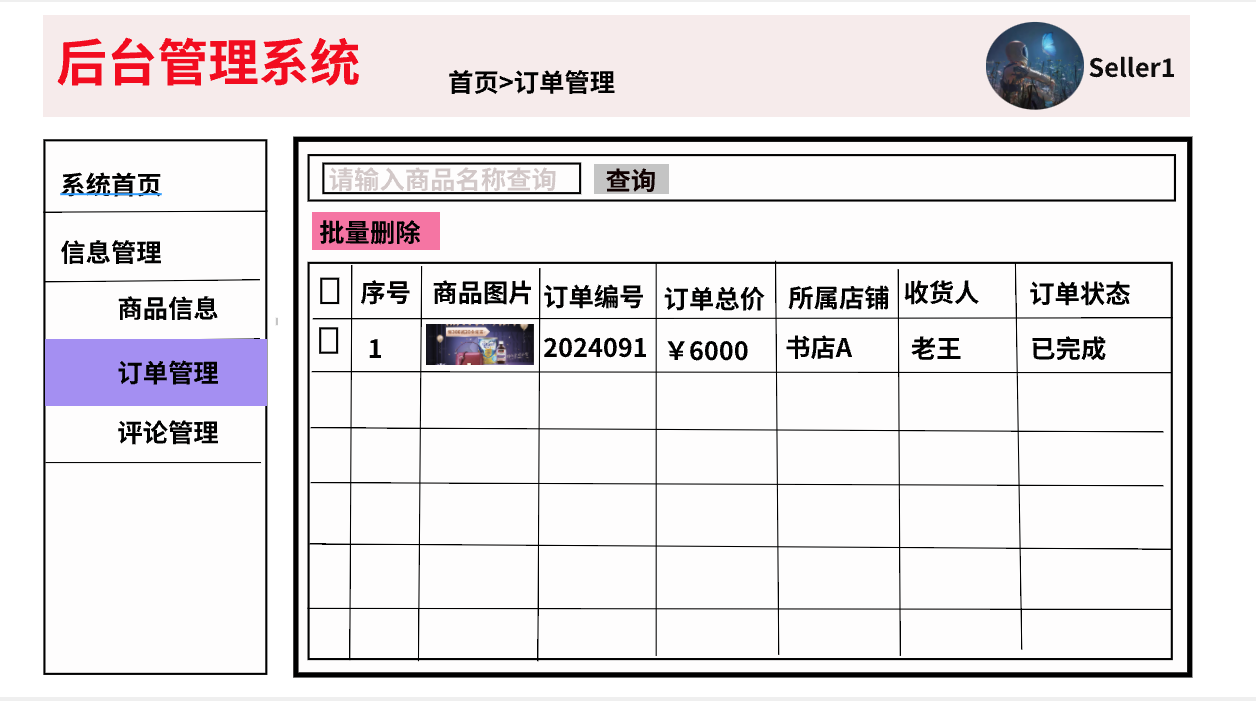 后台管理系统
首页>订单管理
Seller1
系统首页
信息管理
商品信息
订单管理
评论管理
请输入商品名称查询 查询
批量删除
序号 商品图片 订单编号 订单总价 所属店铺 收货人 订单状态
1 2024091 ￥6000 书店A 老王 已完成